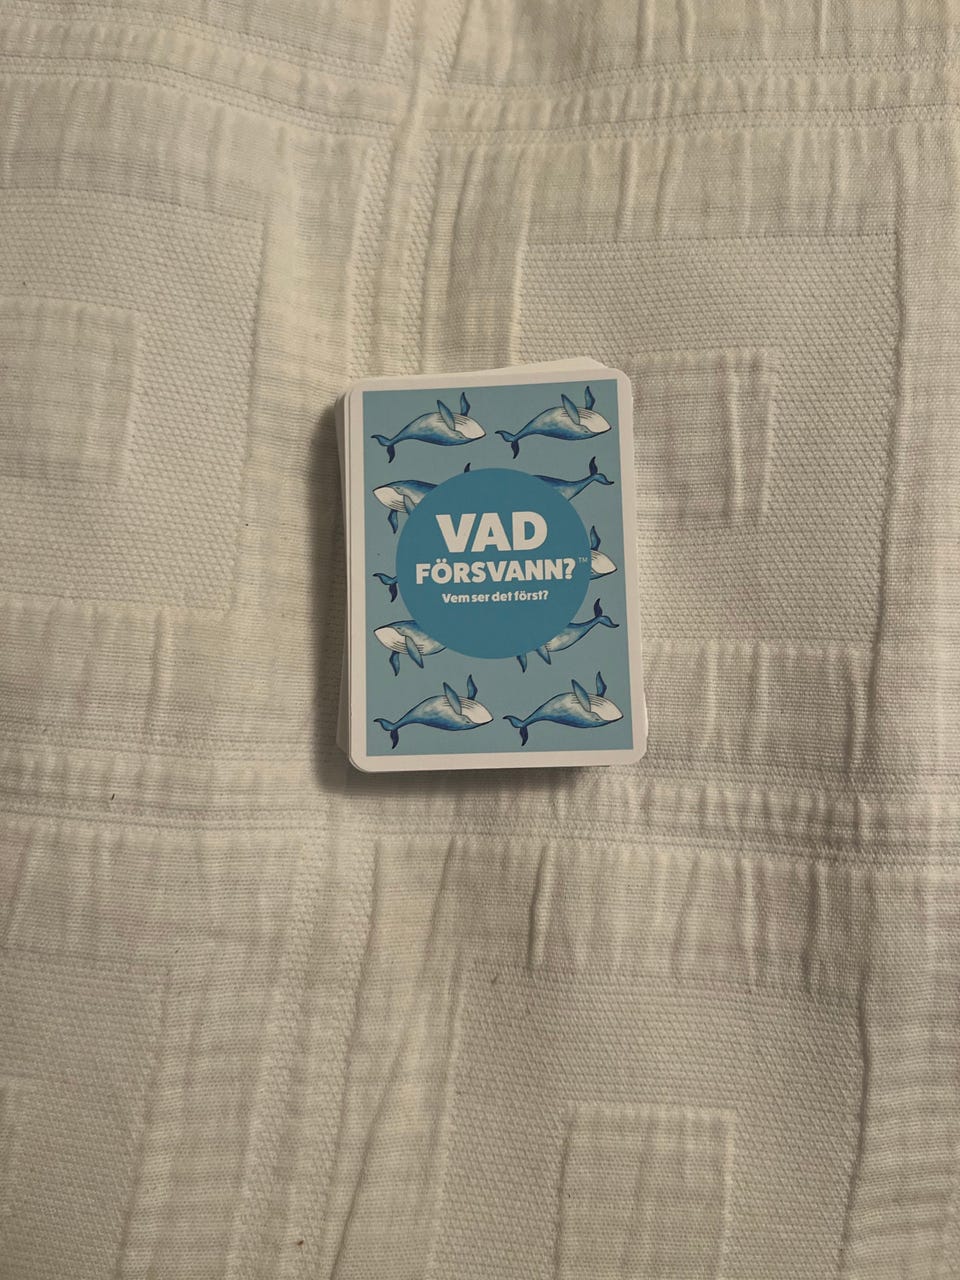 VAD
FÖRSVANN?™
Vem ser det först?